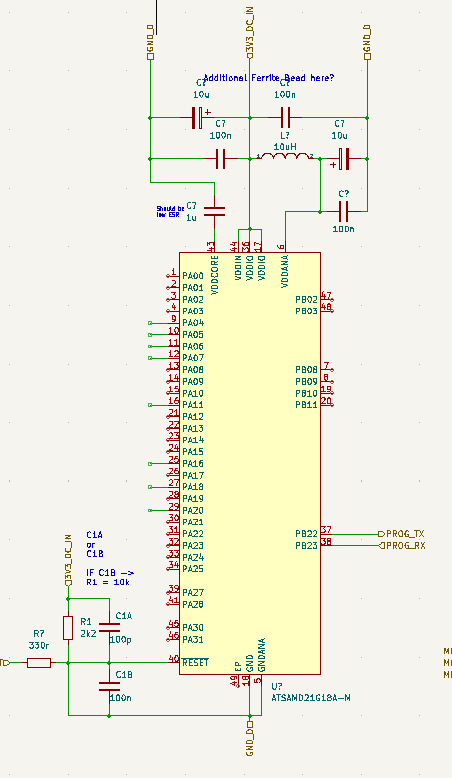 GND_D
3V3_DC_IN
GND_D
Additional Ferrite Bead here?
C?
10u
C?
100n
C?
100n
L?
10uH
1
2
C?
10u
C?
100n
Should be
low ESR
C?
1u
43
44
36
17
6
VDDCORE
VDDIN
VDDIO
VDDIO
VDDANA
1 PA00
2 PA01
3 PA02
4 PA03
9 PA04
10 PA05
11 PA06
12 PA07
13 PA08
14 PA09
15 PA10
16 PA11
21 PA12
22 PA13
23 PA14
24 PA15
25 PA16
26 PA17
27 PA18
28 PA19
29 PA20
30 PA21
31 PA22
32 PA23
33 PA24
34 PA25
39 PA27
41 PA28
45 PA30
46 PA31
40 RESET
PB02 47
PB03 48
PB08 7
PB09 8
PB10 19
PB11 20
PB22 37 PROG_TX
PB23 38 PROG_RX
EP
GND
GNDANA
49
18
5
U?
ATSAMD21G18A-M
GND_D
3V3_DC_IN
C1A
or
C1B
IF C1B ->
R1 = 10k
R1
2k2
C1A
100p
R?
330r
C1B
100n